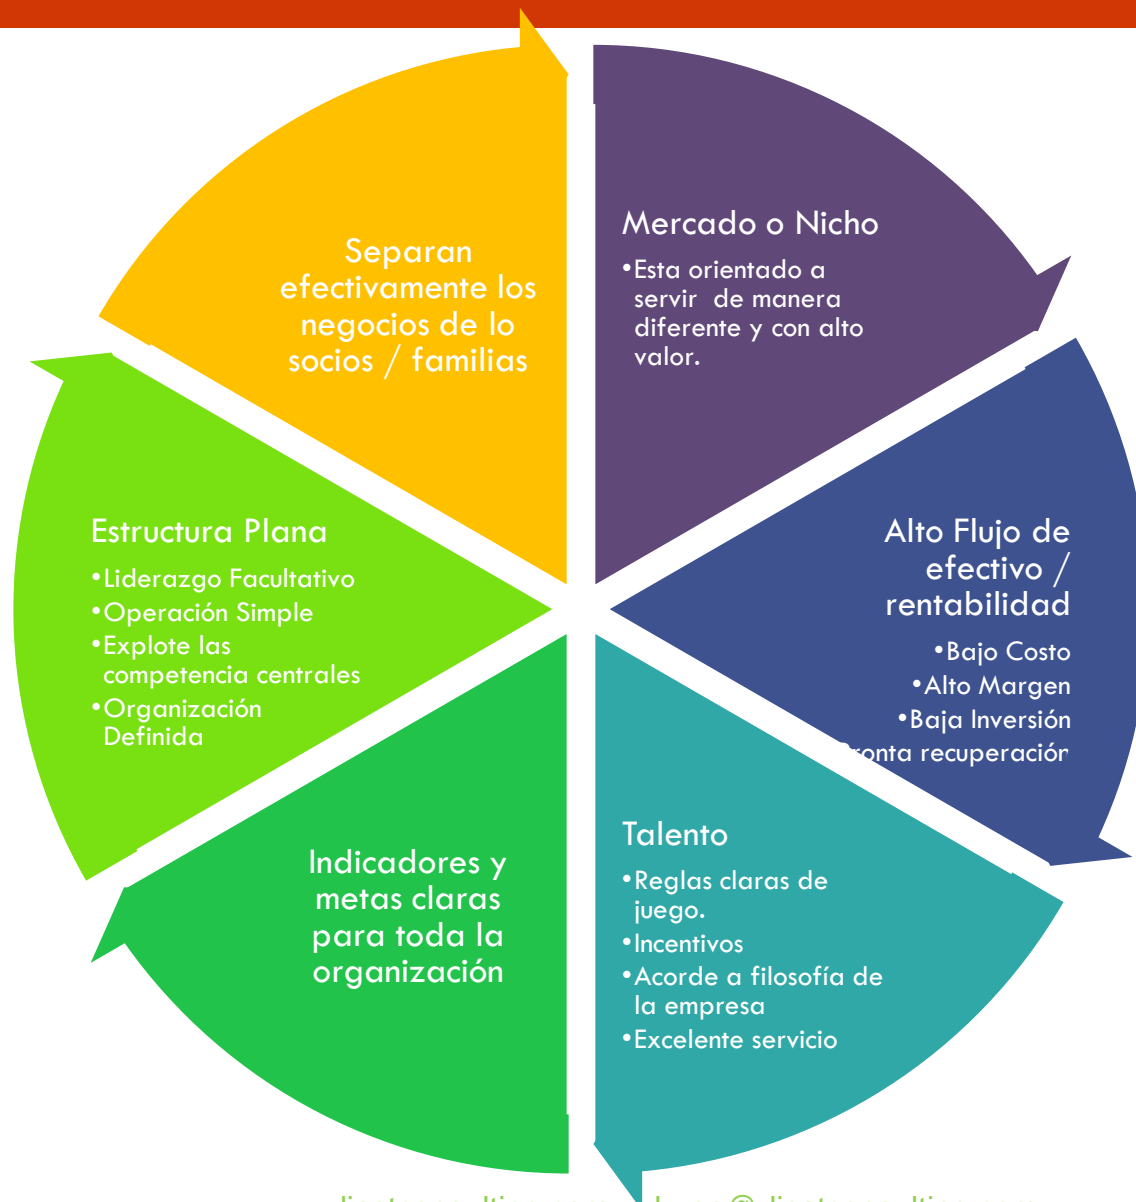 Separan
efectivamente los
negocios de lo
socios / familias
Mercado o Nicho
•Esta orientado a
servir de manera
diferente y con alto
valor.
Alto Flujo de
efectivo /
rentabilidad
•Bajo Costo
•Alto Margen
•Baja Inversión
recuperación
Talento
•Reglas claras de
juego.
•Incentivos
•Acorde a filosofía de
la empresa
•Excelente servicio
Indicadores y
metas claras
para toda la
organización
Estructura Plana
•Liderazgo Facultativo
•Operación Simple
•Explote las
competencia centrales
•Organización
Definida